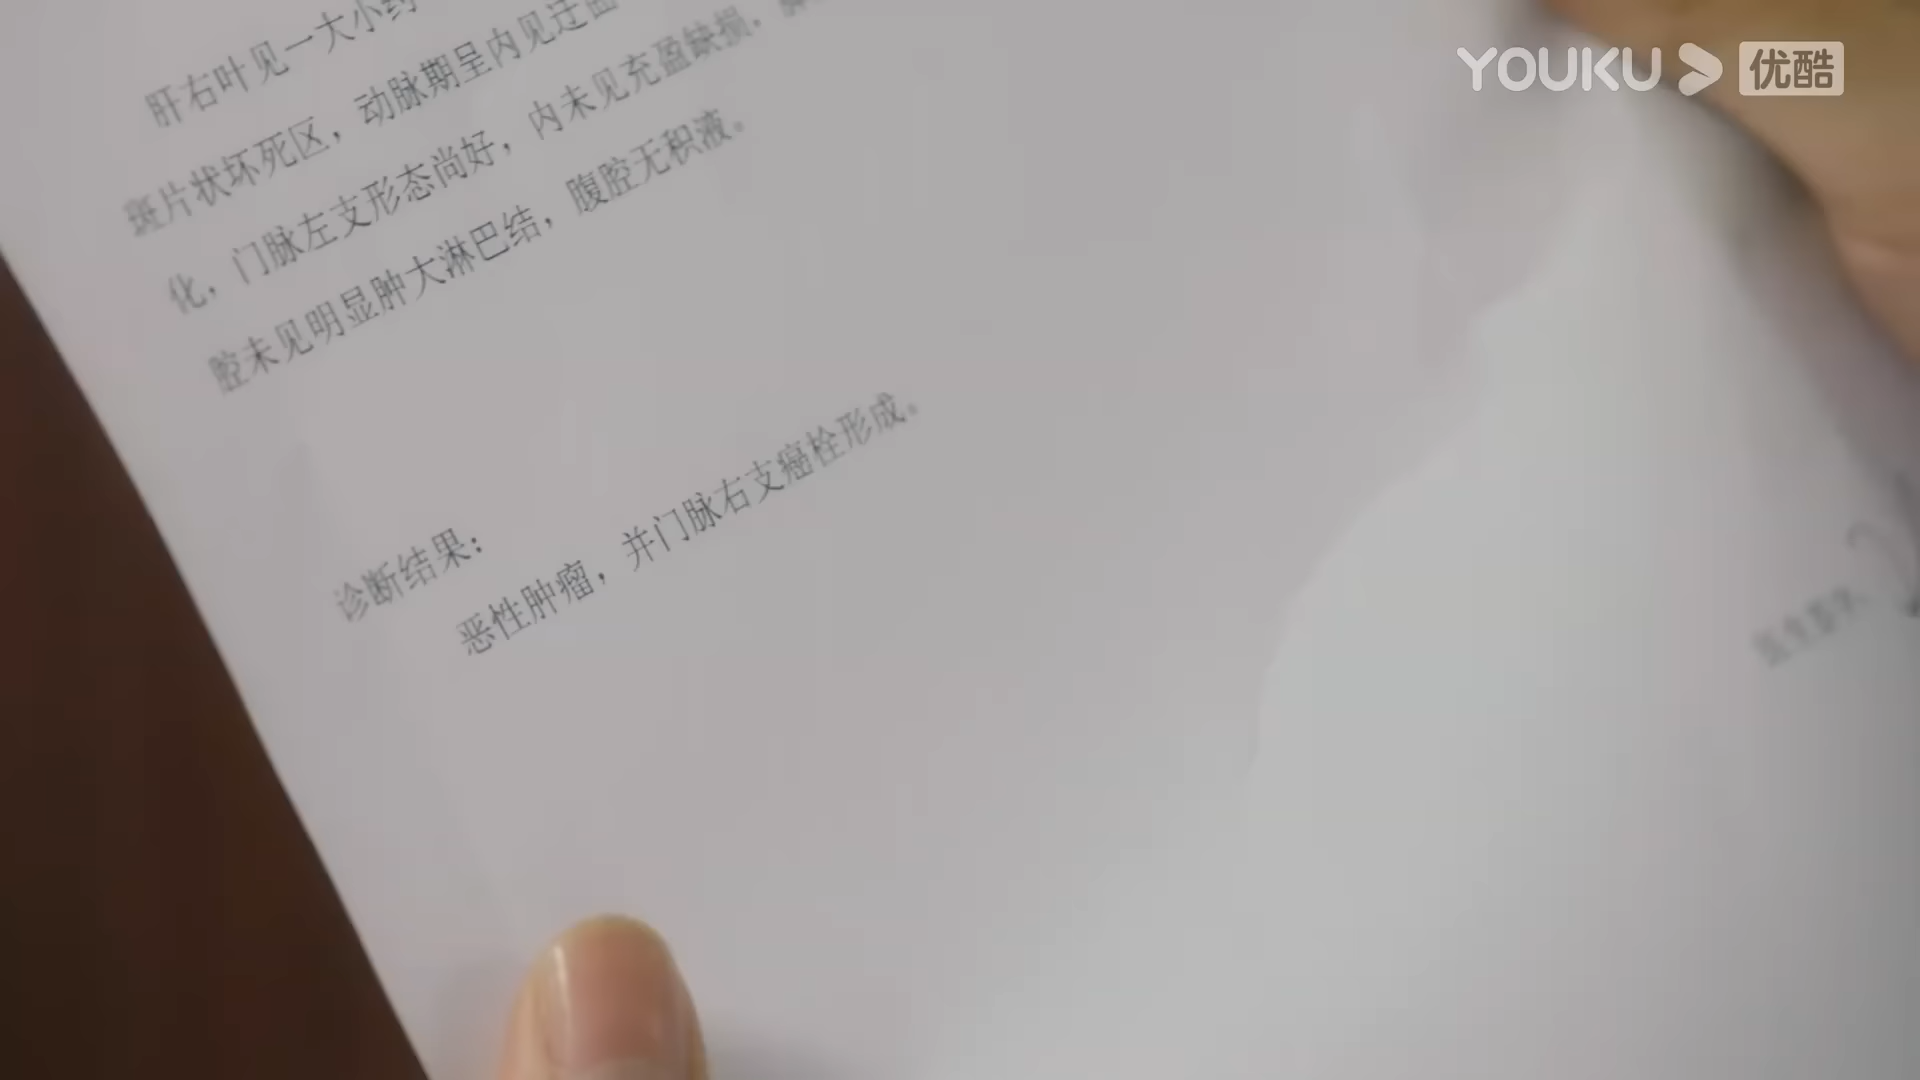 YOUKU 优酷
肝右叶见一大小约
斑片状坏死区，动脉期呈内见迂曲
化，门脉左支形态尚好，内未见充盈缺损，
腔未见明显肿大淋巴结，腹腔无积液。
诊断结果：
恶性肿瘤，并门脉右支癌栓形成。